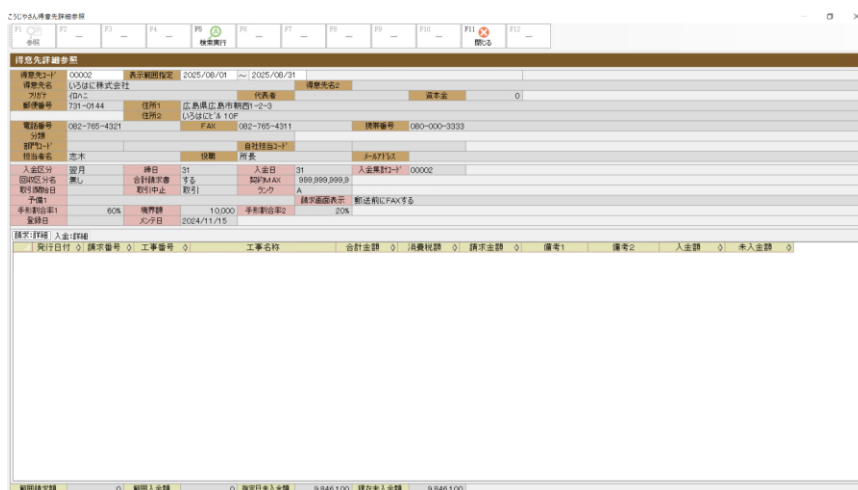 こうじやさん得意先詳細参照
F1 参照 F2 F3 F4 F5 検索実行 F6 F7 F8 F9 F10 F11 閉じる F12
得意先詳細参照
得意先コード 00002 表示範囲指定 2025/08/01 ～ 2025/08/31
得意先名 いろはに株式会社 得意先名2
フリガナ ｲﾛﾊﾆ 代表者 資本金 0
郵便番号 731-0144 住所1 広島県広島市朝西1-2-3
住所2 いろはにﾋﾞﾙ 10F
電話番号 082-765-4321 FAX 082-765-4311 携帯番号 080-000-3333
分類
部門コード 自社担当コード
担当者名 志木 役職 所長 メールアドレス
入金区分 翌月 締日 31 入金日 31 入金集計コード 00002
回収区分名 無し 合計請求書 する 契約MAX 999,999,999,9
取引開始日 取引中止 取引 ランク A
予備1 請求画面表示 郵送前にFAXする
手形割合率1 60% 境界額 10,000 手形割合率2 20%
登録日 メンテ日 2024/11/15
請求:詳細 入金:詳細
発行日付 請求番号 工事番号 工事名称 合計金額 消費税額 請求金額 備考1 備考2 入金額 未入金額
範囲請求額 0 範囲入金額 0 指定日未入金額 9,846,100 現在未入金額 9,846,100